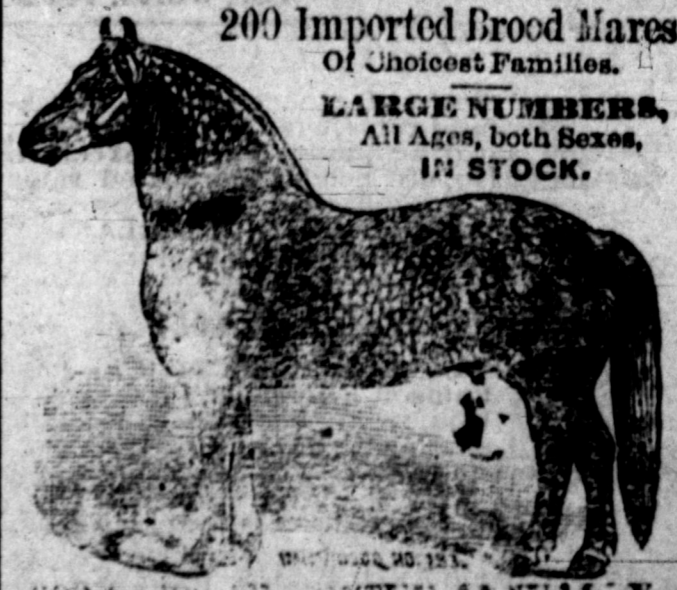 200 Imported Brood Mares
Of Choicest Families.
LARGE NUMBERS,
All Ages, both Sexes,
IN STOCK.